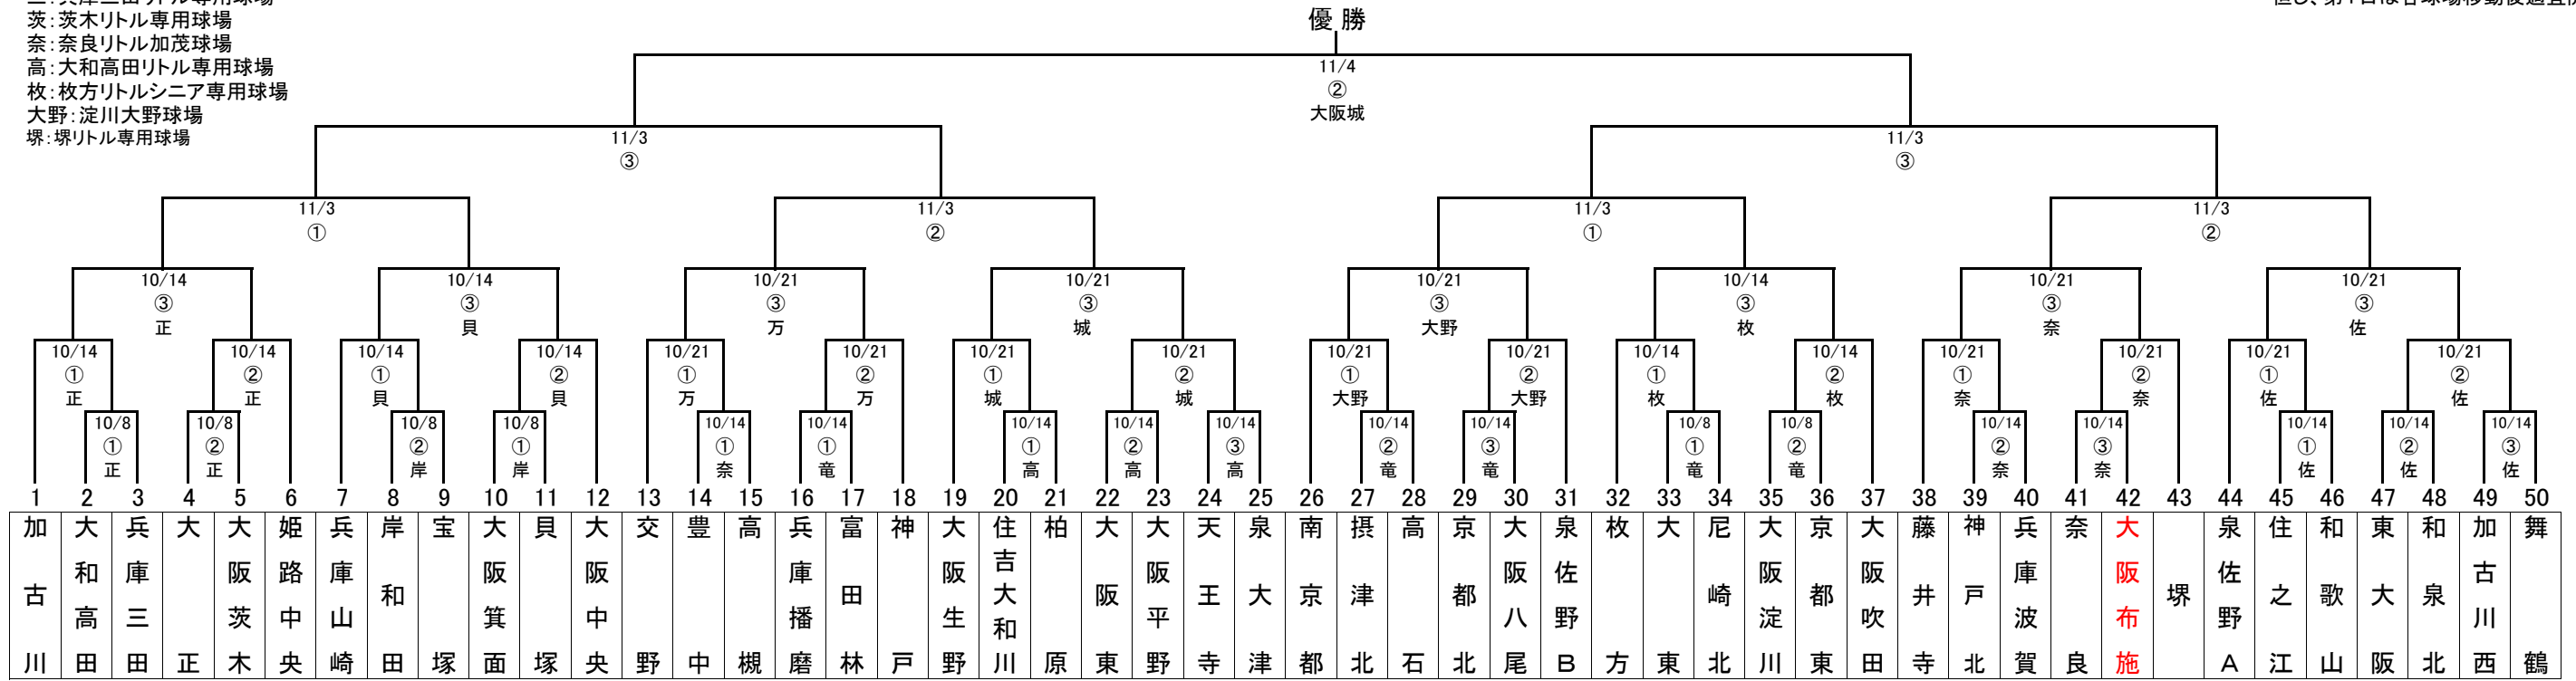 茨:茨木リトル専用球場
奈:奈良リトル加茂球場
高:大和高田リトル専用球場
枚:枚方リトルシニア専用球場
大野:淀川大野球場
堺:堺リトル専用球場
優 勝
11/4
②
大阪城
11/3 11/3
③ ③
11/3 11/3 11/3 11/3
① ② ① ②
10/14 10/14 10/21 10/21 10/21 10/14 10/21 10/21
③ ③ ③ ③ ③ ③ ③ ③
正 貝 万 城 大野 枚 奈 佐
10/14 10/14 10/14 10/14 10/21 10/21 10/21 10/21 10/21 10/21 10/14 10/14 10/21 10/21 10/21 10/21
① ② ① ② ① ② ① ② ① ② ① ② ① ② ① ②
正 正 貝 貝 万 万 城 城 大野 大野 枚 枚 奈 奈 佐 佐
10/8 10/8 10/8 10/8 10/14 10/14 10/14 10/14 10/14 10/14 10/14 10/8 10/8 10/14 10/14 10/14 10/14 10/14
① ② ② ① ① ① ① ② ③ ② ③ ① ② ② ③ ① ② ③
正 正 岸 岸 奈 竜 高 高 高 竜 竜 竜 竜 奈 奈 佐 佐 佐
1 2 3 4 5 6 7 8 9 10 11 12 13 14 15 16 17 18 19 20 21 22 23 24 25 26 27 28 29 30 31 32 33 34 35 36 37 38 39 40 41 42 43 44 45 46 47 48 49 50
加古川
大和高田
兵庫三田
大正
大阪茨木
姫路中央
兵庫山崎
岸和田
宝塚
大阪箕面
貝塚
大阪中央
交野
豊中
高槻
兵庫播磨
富田林
神戸
大阪生野
住吉大和川
柏原
大阪東
大阪平野
天王寺
泉大津
南京都
摂津北
高石
京都北
大阪八尾
泉佐野B
枚方
大東
尼崎北
大阪淀川
京都東
大阪吹田
藤井寺
神戸北
兵庫波賀
奈良
大阪布施
堺
泉佐野A
住之江
和歌山
東大阪
和泉北
加古川西
舞鶴